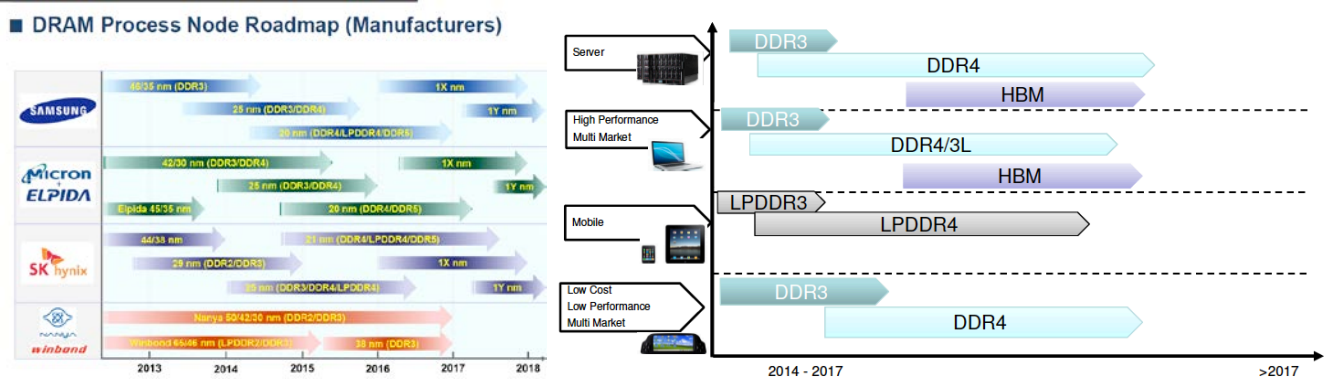 DRAM Process Node Roadmap (Manufacturers)
SAMSUNG
46/35 nm (DDR3)
1X nm
25 nm (DDR3/DDR4)
1Y nm
20 nm (DDR4/LPDDR4/DDR5)
Micron
ELPIDA
42/30 nm (DDR3/DDR4)
1X nm
25 nm (DDR3/DDR4)
1Y nm
Elpida 45/35 nm
20 nm (DDR4/DDR5)
SK hynix
44/38 nm
21 nm (DDR4/LPDDR4/DDR5)
29 nm (DDR2/DDR3)
1X nm
25 nm (DDR3/DDR4/LPDDR4)
1Y nm
NANYA
Nanya 50/42/30 nm (DDR2/DDR3)
winbond
Winbond 65/46 nm (LPDDR2/DDR3)
38 nm (DDR3)
2013 2014 2015 2016 2017 2018
Server
DDR3
DDR4
HBM
High Performance
Multi Market
DDR3
DDR4/3L
HBM
Mobile
LPDDR3
LPDDR4
Low Cost
Low Performance
Multi Market
DDR3
DDR4
2014 - 2017
>2017